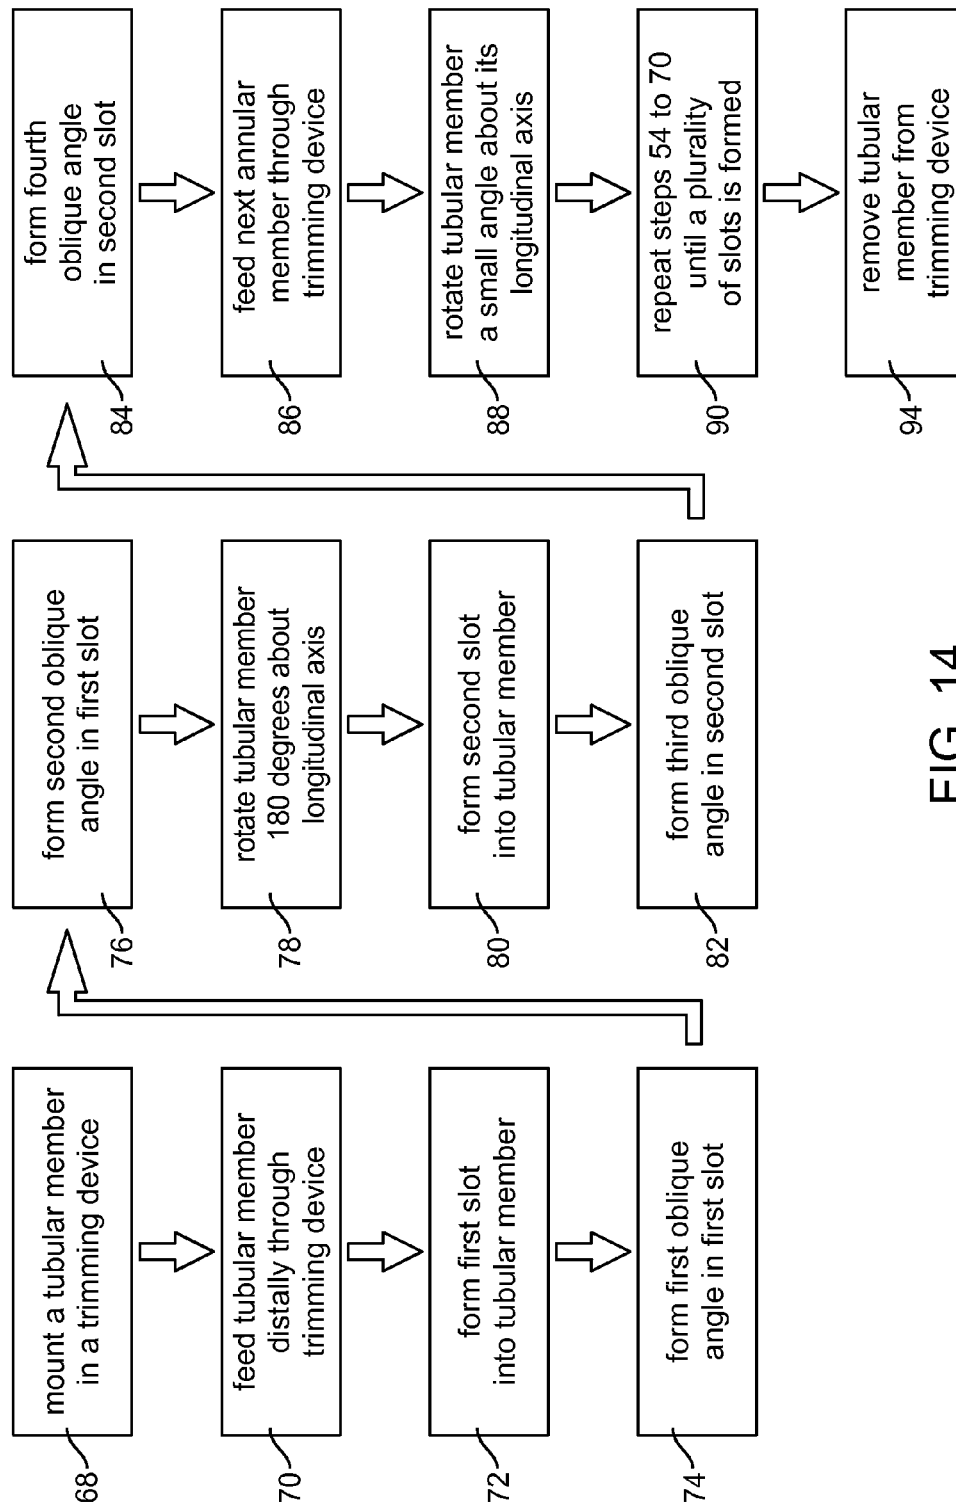 mount a tubular member
in a trimming device
68
feed tubular member
distally through
trimming device
70
form first slot
into tubular member
72
form first oblique
angle in first slot
74
form second oblique
angle in first slot
76
rotate tubular member
180 degrees about
longitudinal axis
78
form second slot
into tubular member
80
form third oblique
angle in second slot
82
form fourth
oblique angle
in second slot
84
feed next annular
member through
trimming device
86
rotate tubular member
a small angle about its
longitudinal axis
88
repeat steps 54 to 70
until a plurality
of slots is formed
90
remove tubular
member from
trimming device
94
FIG. 14